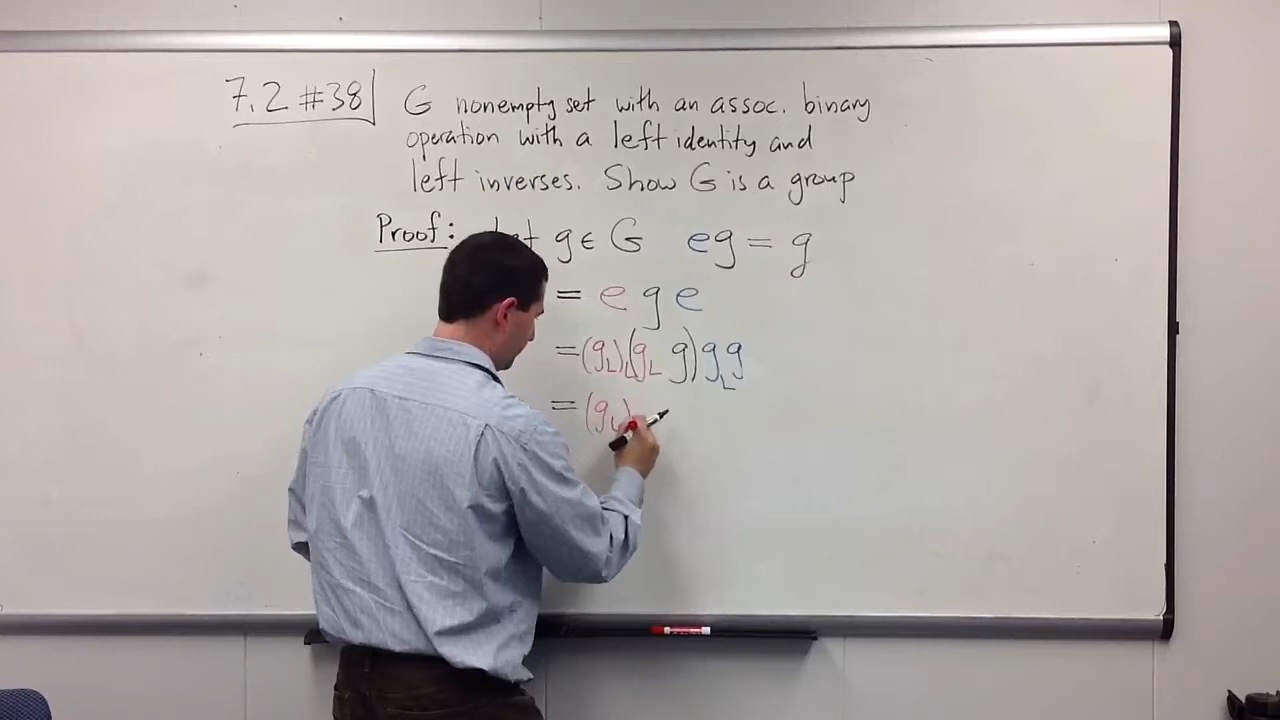 7.2 #38 G nonempty set with an assoc. binary
operation with a left identity and
left inverses. Show G is a group
Proof: g ∈ G eg = g
= e g e
= (g_L)_L (g_L g) g_L g
= (g_L)